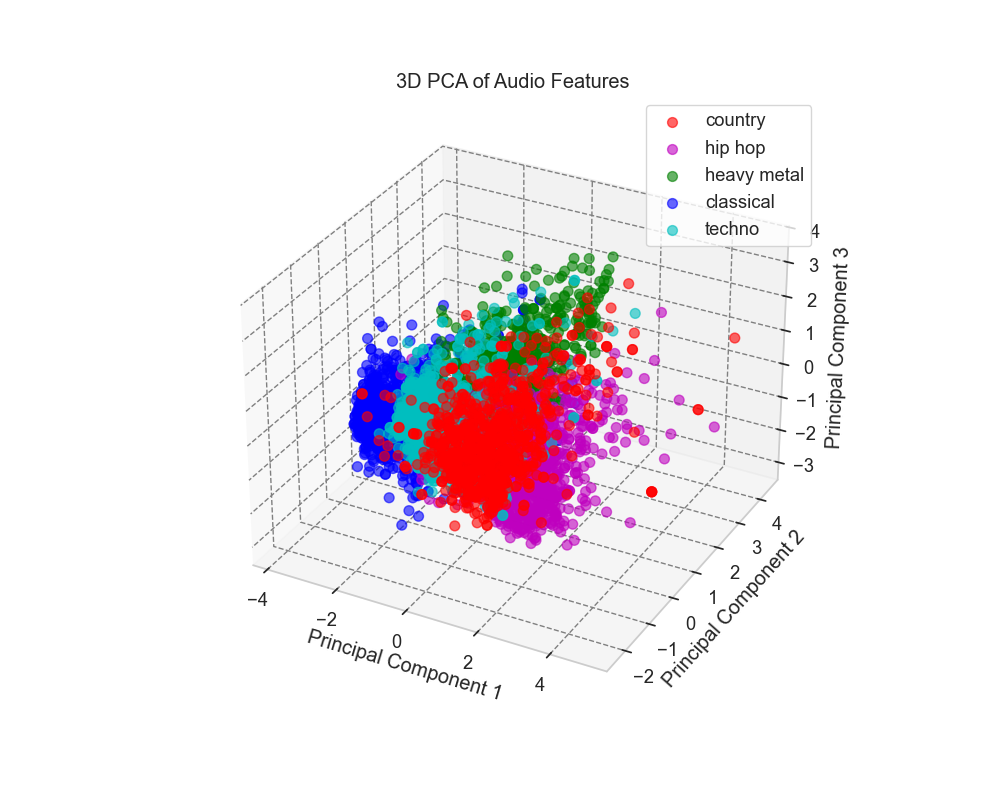 3D PCA of Audio Features
country
hip hop
heavy metal
classical
techno
4
3
2
1
0
−1
−2
−3
Principal Component 3
4
3
2
1
0
−1
−2
Principal Component 2
−4
−2
0
2
4
Principal Component 1